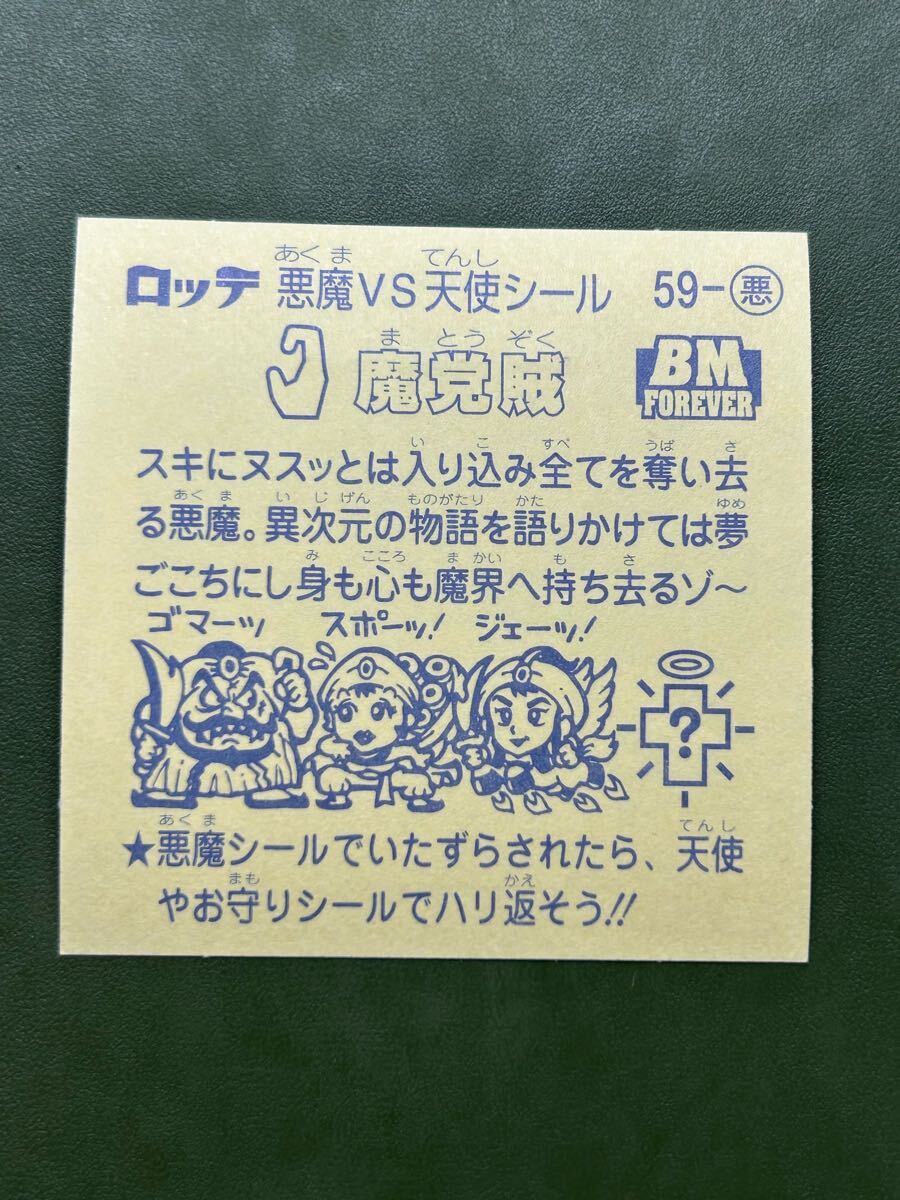 ロッテ 悪魔VS天使シール 59-悪
魔党賊
BM
FOREVER
スキにヌスッとは入り込み全てを奪い去
る悪魔。異次元の物語を語りかけては夢
ごこちにし身も心も魔界へ持ち去るゾ〜
ゴマーッ スポーッ! ジェーッ!
?
★悪魔シールでいたずらされたら、天使
やお守りシールでハリ返そう!!